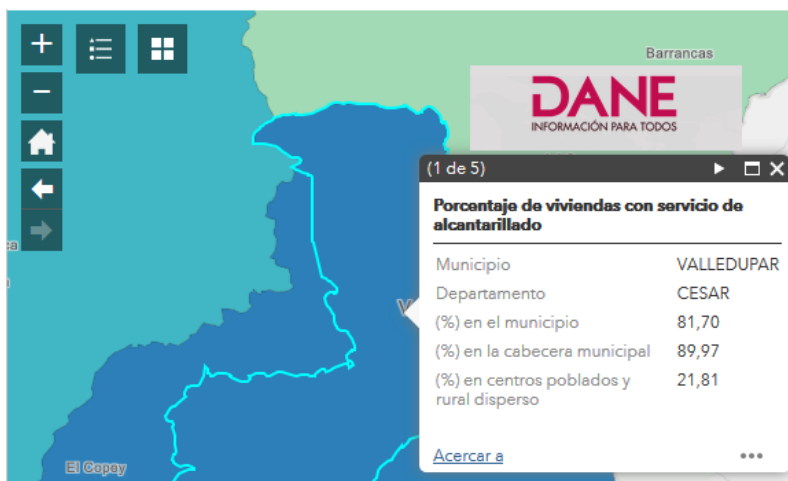 Barrancas
DANE
INFORMACIÓN PARA TODOS
(1 de 5)
Porcentaje de viviendas con servicio de
alcantarillado
Municipio VALLEDUPAR
Departamento CESAR
(%) en el municipio 81,70
(%) en la cabecera municipal 89,97
(%) en centros poblados y 21,81
rural disperso
Acercar a
El Copey